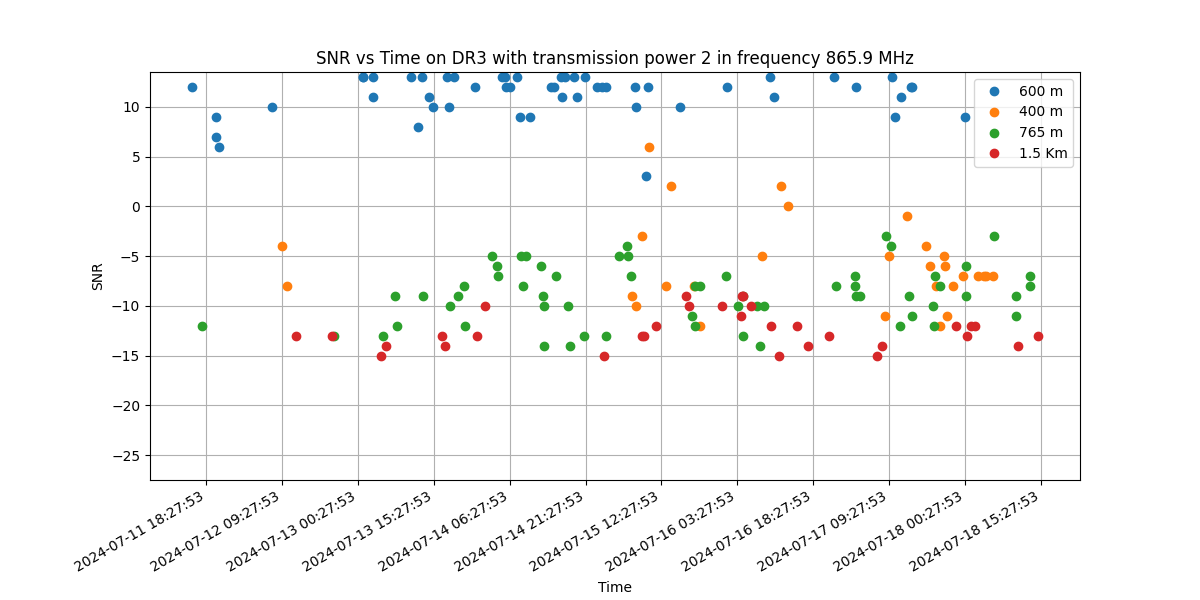 SNR vs Time on DR3 with transmission power 2 in frequency 865.9 MHz
600 m
400 m
765 m
1.5 Km
10
5
0
−5
−10
−15
−20
−25
SNR
2024-07-11 18:27:53
2024-07-12 09:27:53
2024-07-13 00:27:53
2024-07-13 15:27:53
2024-07-14 06:27:53
2024-07-14 21:27:53
2024-07-15 12:27:53
2024-07-16 03:27:53
2024-07-16 18:27:53
2024-07-17 09:27:53
2024-07-18 00:27:53
2024-07-18 15:27:53
Time